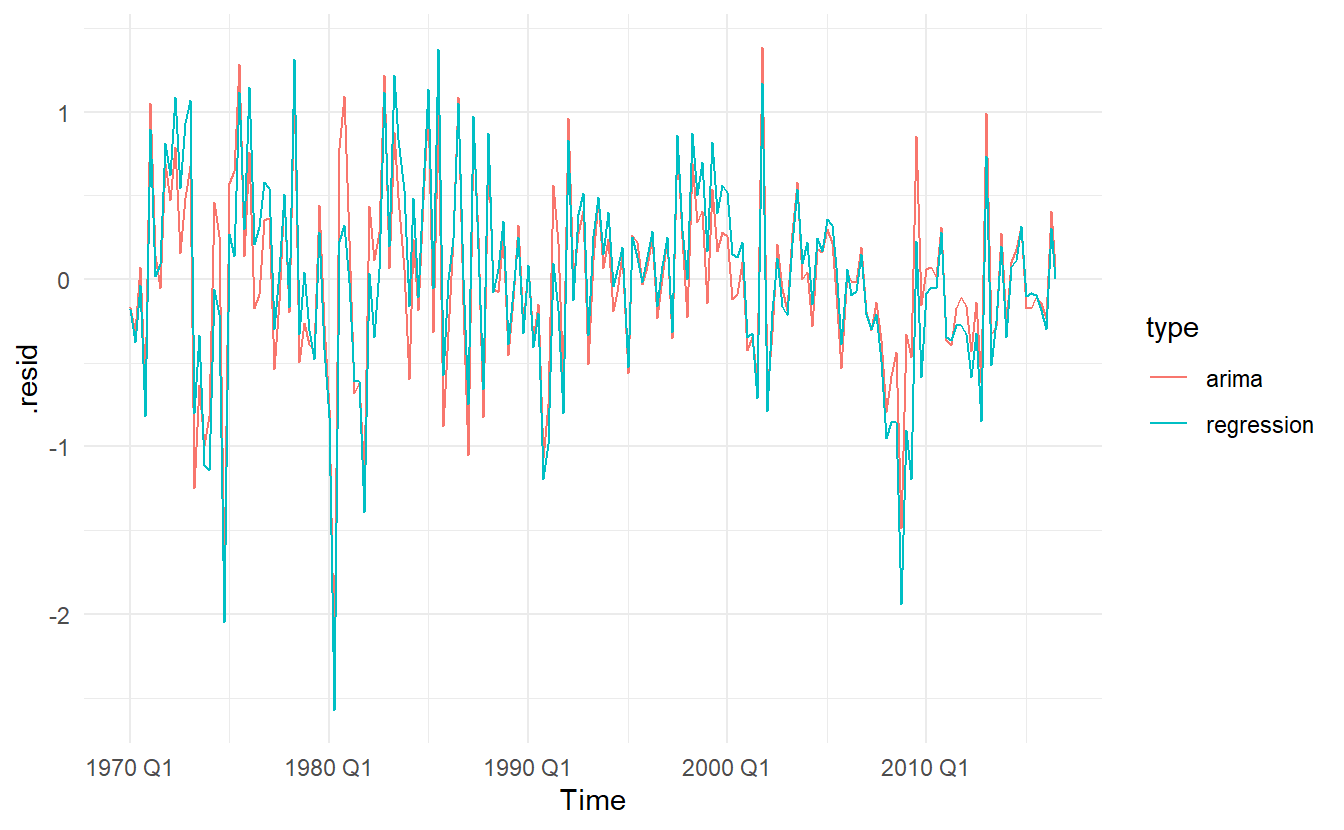 .resid
1
0
-1
-2
1970 Q1
1980 Q1
1990 Q1
2000 Q1
2010 Q1
Time
type
arima
regression